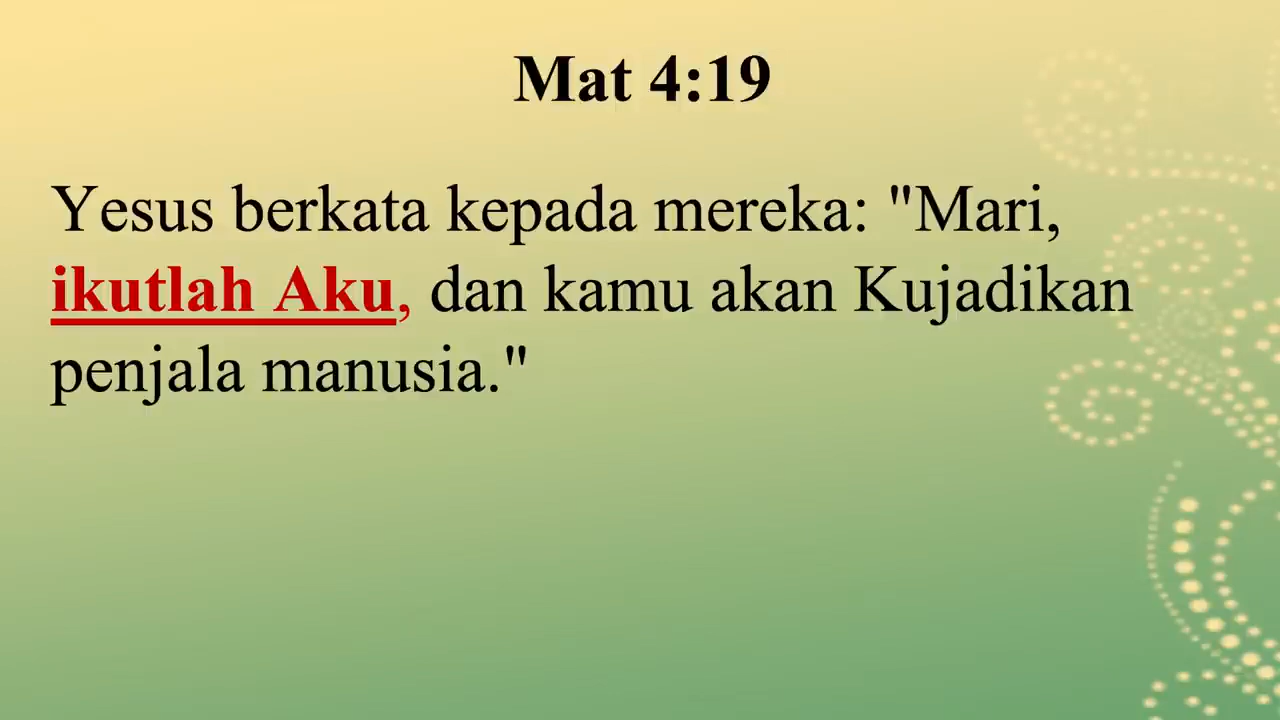 Mat 4:19
Yesus berkata kepada mereka: "Mari,
ikutlah Aku, dan kamu akan Kujadikan
penjala manusia."